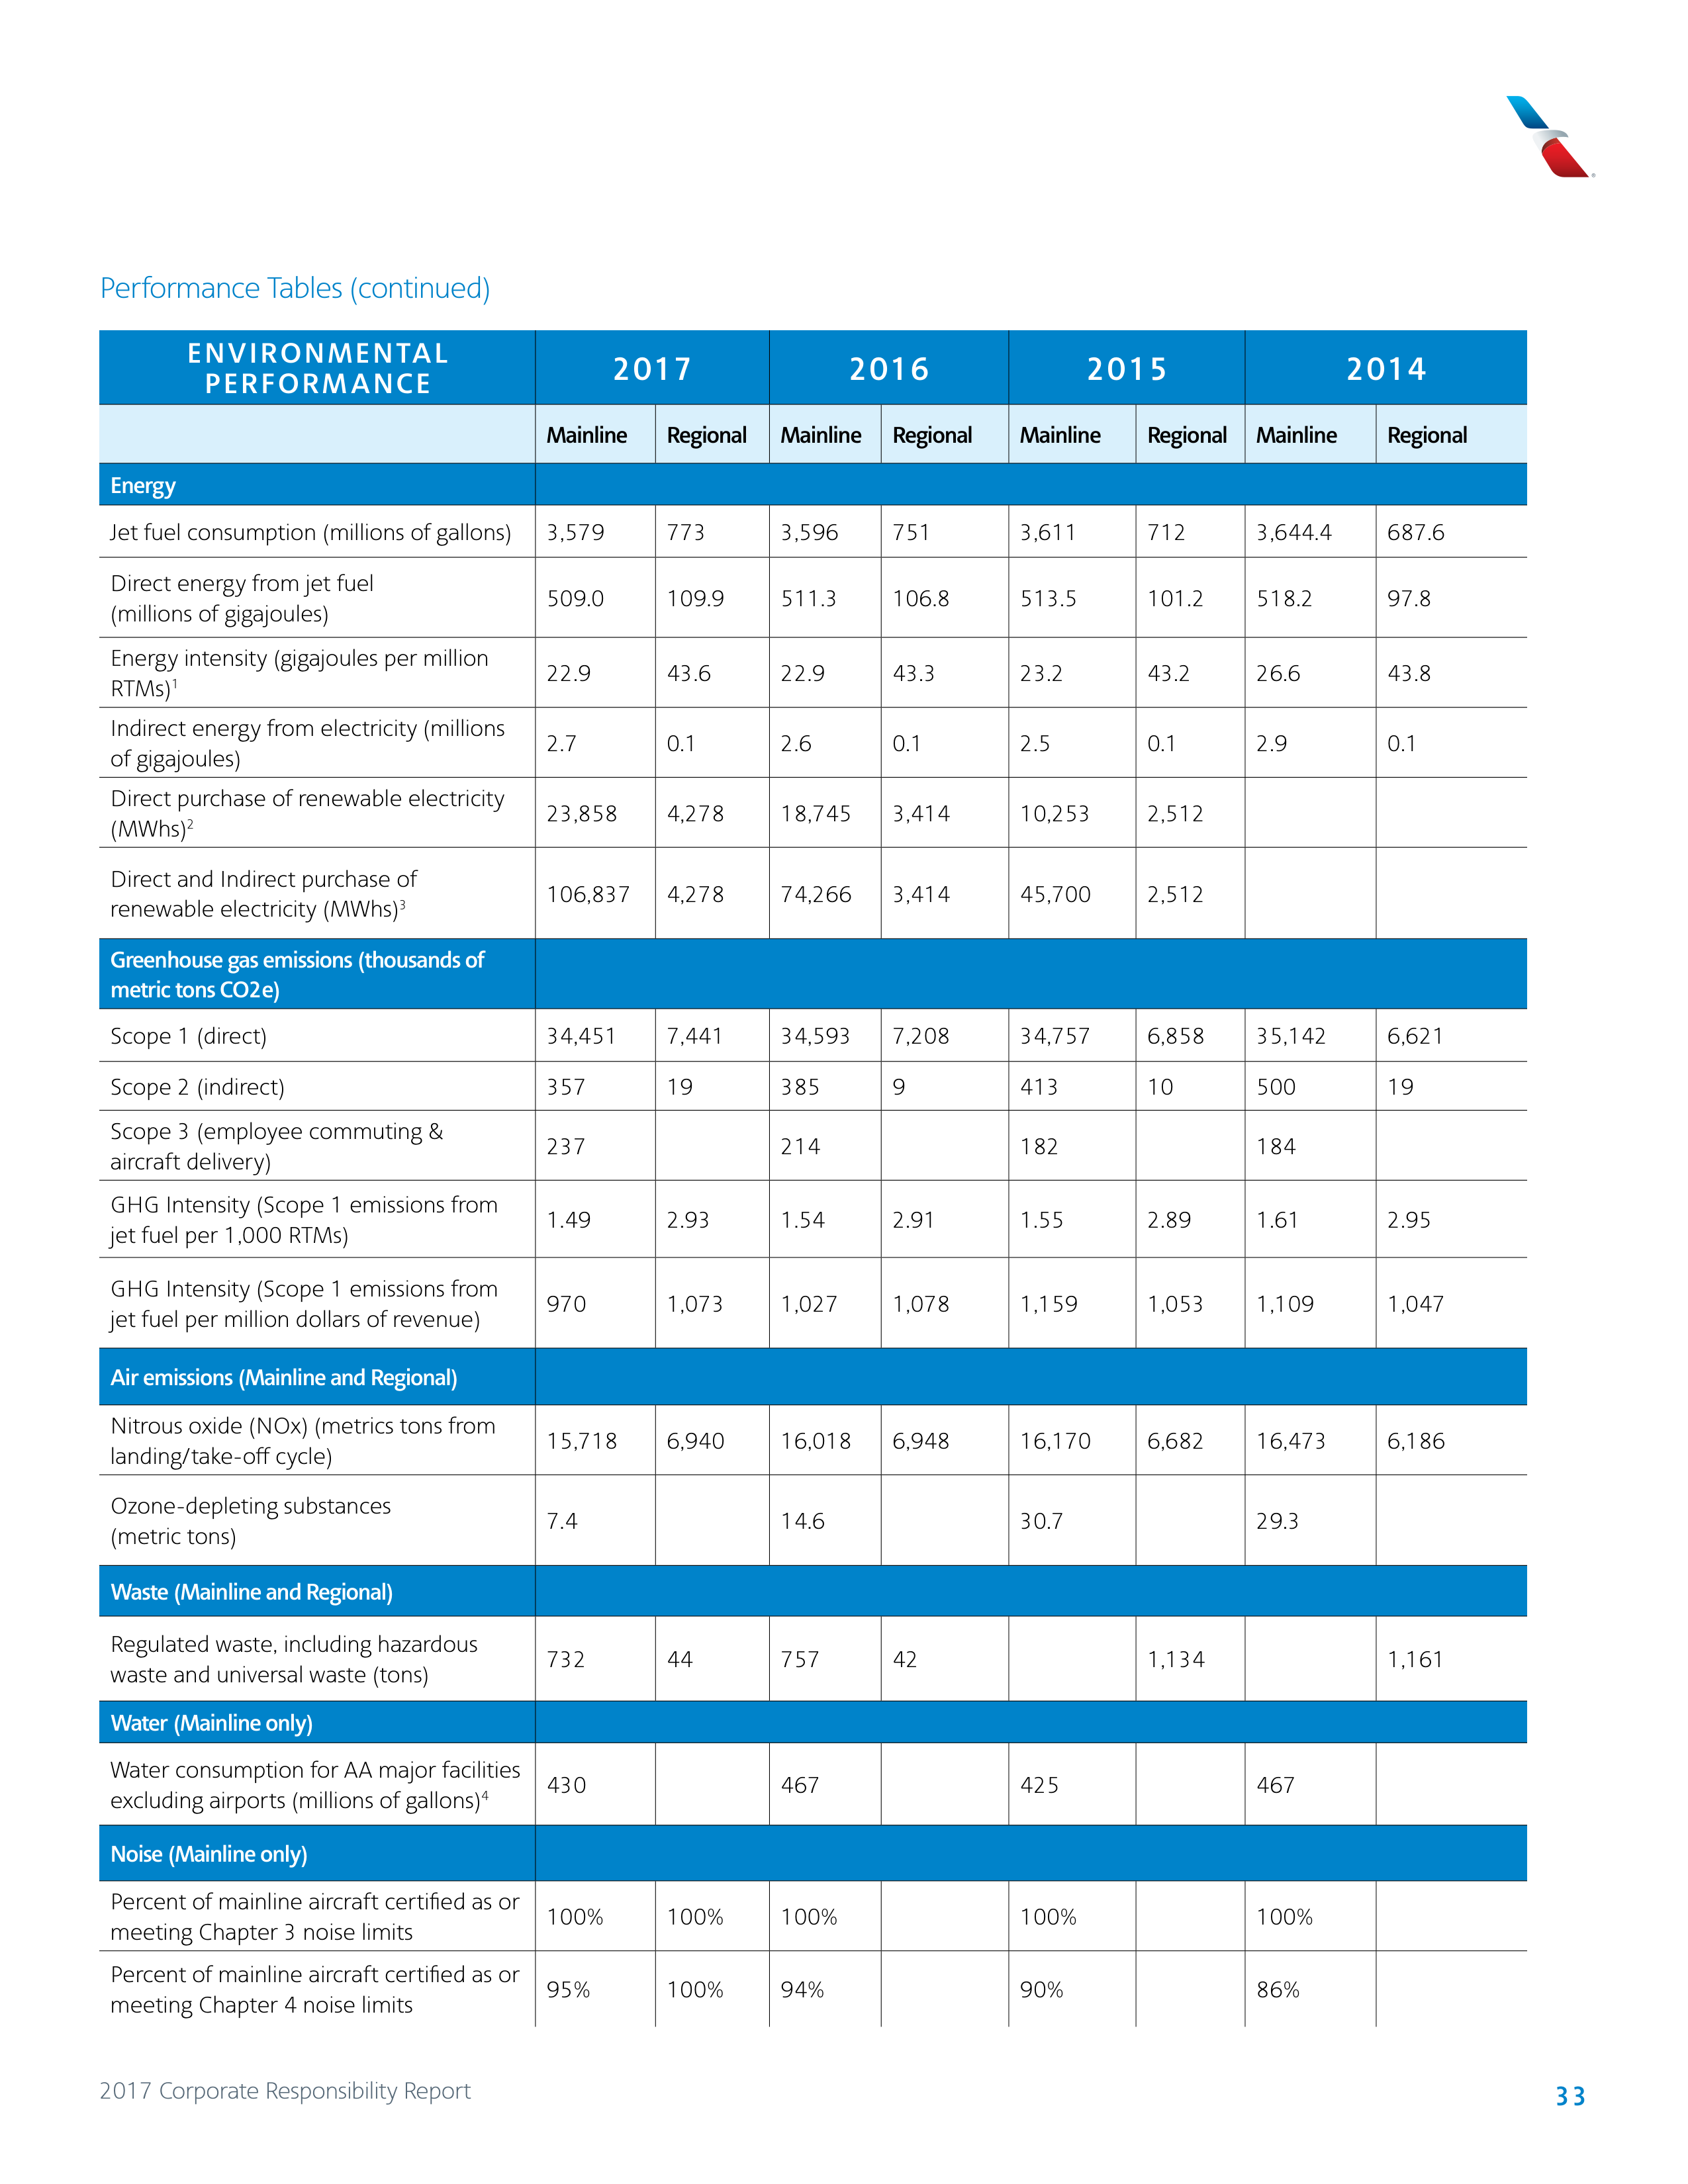 Performance Tables (continued)
ENVIRONMENTAL
PERFORMANCE
2017 2016 2015 2014
Mainline Regional Mainline Regional Mainline Regional Mainline Regional
Energy
Jet fuel consumption (millions of gallons) 3,579 773 3,596 751 3,611 712 3,644.4 687.6
Direct energy from jet fuel
(millions of gigajoules)
509.0 109.9 511.3 106.8 513.5 101.2 518.2 97.8
Energy intensity (gigajoules per million
RTMs)1
22.9 43.6 22.9 43.3 23.2 43.2 26.6 43.8
Indirect energy from electricity (millions
of gigajoules)
2.7 0.1 2.6 0.1 2.5 0.1 2.9 0.1
Direct purchase of renewable electricity
(MWhs)2
23,858 4,278 18,745 3,414 10,253 2,512
Direct and Indirect purchase of
renewable electricity (MWhs)3
106,837 4,278 74,266 3,414 45,700 2,512
Greenhouse gas emissions (thousands of
metric tons CO2e)
Scope 1 (direct) 34,451 7,441 34,593 7,208 34,757 6,858 35,142 6,621
Scope 2 (indirect) 357 19 385 9 413 10 500 19
Scope 3 (employee commuting &
aircraft delivery)
237 214 182 184
GHG Intensity (Scope 1 emissions from
jet fuel per 1,000 RTMs)
1.49 2.93 1.54 2.91 1.55 2.89 1.61 2.95
GHG Intensity (Scope 1 emissions from
jet fuel per million dollars of revenue)
970 1,073 1,027 1,078 1,159 1,053 1,109 1,047
Air emissions (Mainline and Regional)
Nitrous oxide (NOx) (metrics tons from
landing/take-off cycle)
15,718 6,940 16,018 6,948 16,170 6,682 16,473 6,186
Ozone-depleting substances
(metric tons)
7.4 14.6 30.7 29.3
Waste (Mainline and Regional)
Regulated waste, including hazardous
waste and universal waste (tons)
732 44 757 42 1,134 1,161
Water (Mainline only)
Water consumption for AA major facilities
excluding airports (millions of gallons)4
430 467 425 467
Noise (Mainline only)
Percent of mainline aircraft certified as or
meeting Chapter 3 noise limits
100% 100% 100% 100% 100%
Percent of mainline aircraft certified as or
meeting Chapter 4 noise limits
95% 100% 94% 90% 86%
2017 Corporate Responsibility Report
33